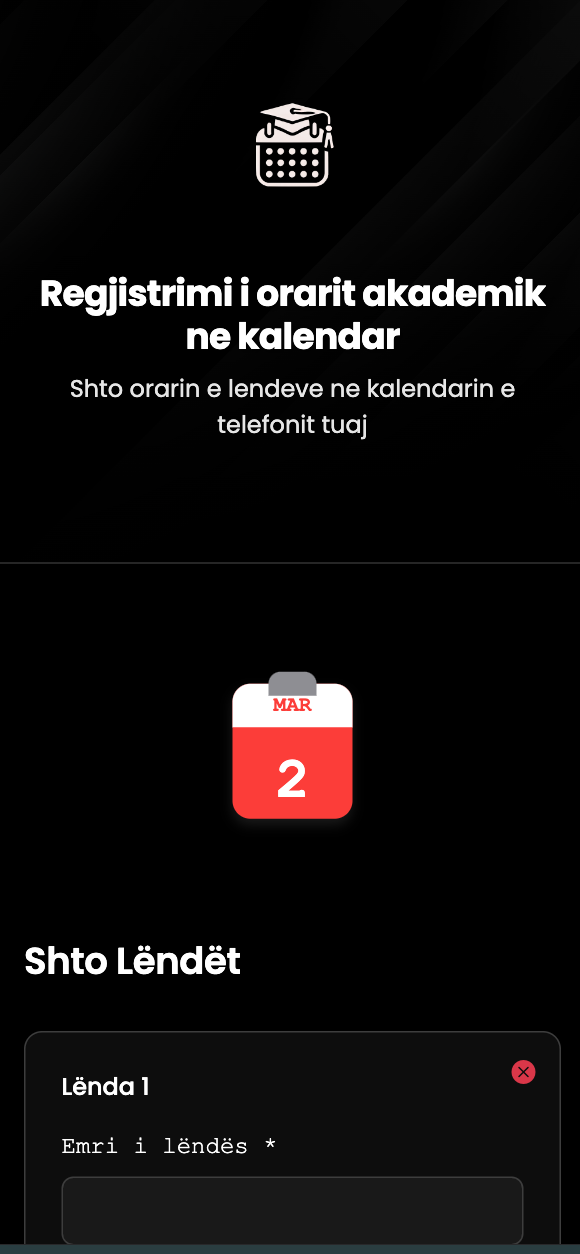 Regjistrimi i orarit akademik
ne kalendar
Shto orarin e lendeve ne kalendarin e
telefonit tuaj
MAR
2
Shto Lëndët
Lënda 1
Emri i lëndës *